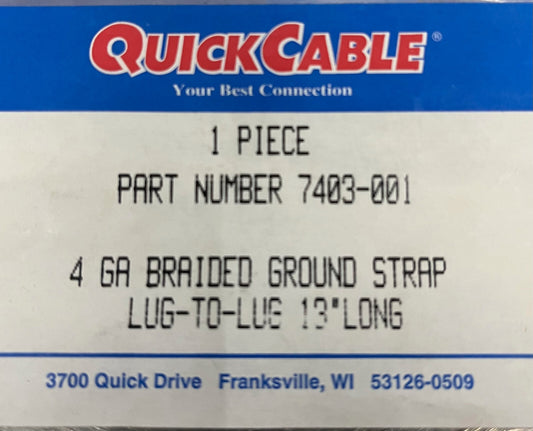 QUICKCABLE®
Your Best Connection
1 PIECE
PART NUMBER 7403-001
4 GA BRAIDED GROUND STRAP
LUG-TO-LUG 13"LONG
3700 Quick Drive Franksville, WI 53126-0509